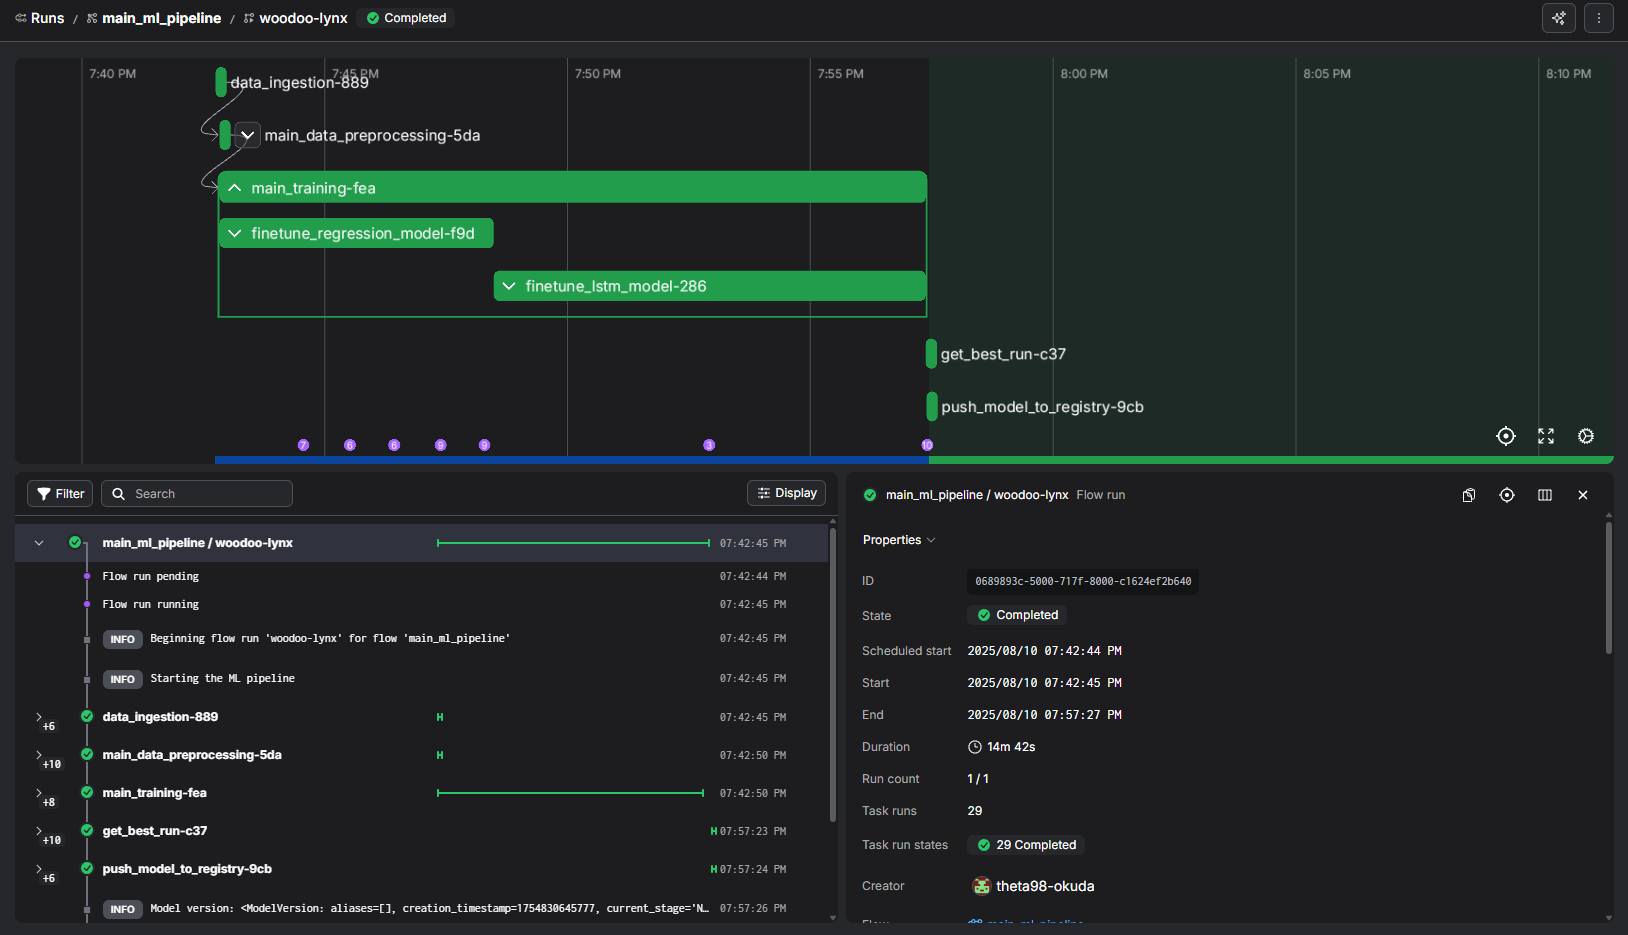 Runs / main_ml_pipeline / woodoo-lynx Completed
7:40 PM 7:45 PM 7:50 PM 7:55 PM 8:00 PM 8:05 PM 8:10 PM
data_ingestion-889
main_data_preprocessing-5da
main_training-fea
finetune_regression_model-f9d
finetune_lstm_model-286
get_best_run-c37
push_model_to_registry-9cb
7 6 6 9 9 3 10
Filter Search Display
main_ml_pipeline / woodoo-lynx 07:42:45 PM
Flow run pending 07:42:44 PM
Flow run running 07:42:45 PM
INFO Beginning flow run 'woodoo-lynx' for flow 'main_ml_pipeline' 07:42:45 PM
INFO Starting the ML pipeline 07:42:45 PM
+6 data_ingestion-889 07:42:45 PM
+10 main_data_preprocessing-5da 07:42:50 PM
+8 main_training-fea 07:42:50 PM
+10 get_best_run-c37 07:57:23 PM
+6 push_model_to_registry-9cb 07:57:24 PM
INFO Model version: <ModelVersion: aliases=[], creation_timestamp=1754830645777, current_stage='N… 07:57:26 PM
main_ml_pipeline / woodoo-lynx Flow run
Properties
ID 0689893c-5000-717f-8000-c1624ef2b640
State Completed
Scheduled start 2025/08/10 07:42:44 PM
Start 2025/08/10 07:42:45 PM
End 2025/08/10 07:57:27 PM
Duration 14m 42s
Run count 1 / 1
Task runs 29
Task run states 29 Completed
Creator theta98-okuda
Flow main_ml_pipeline